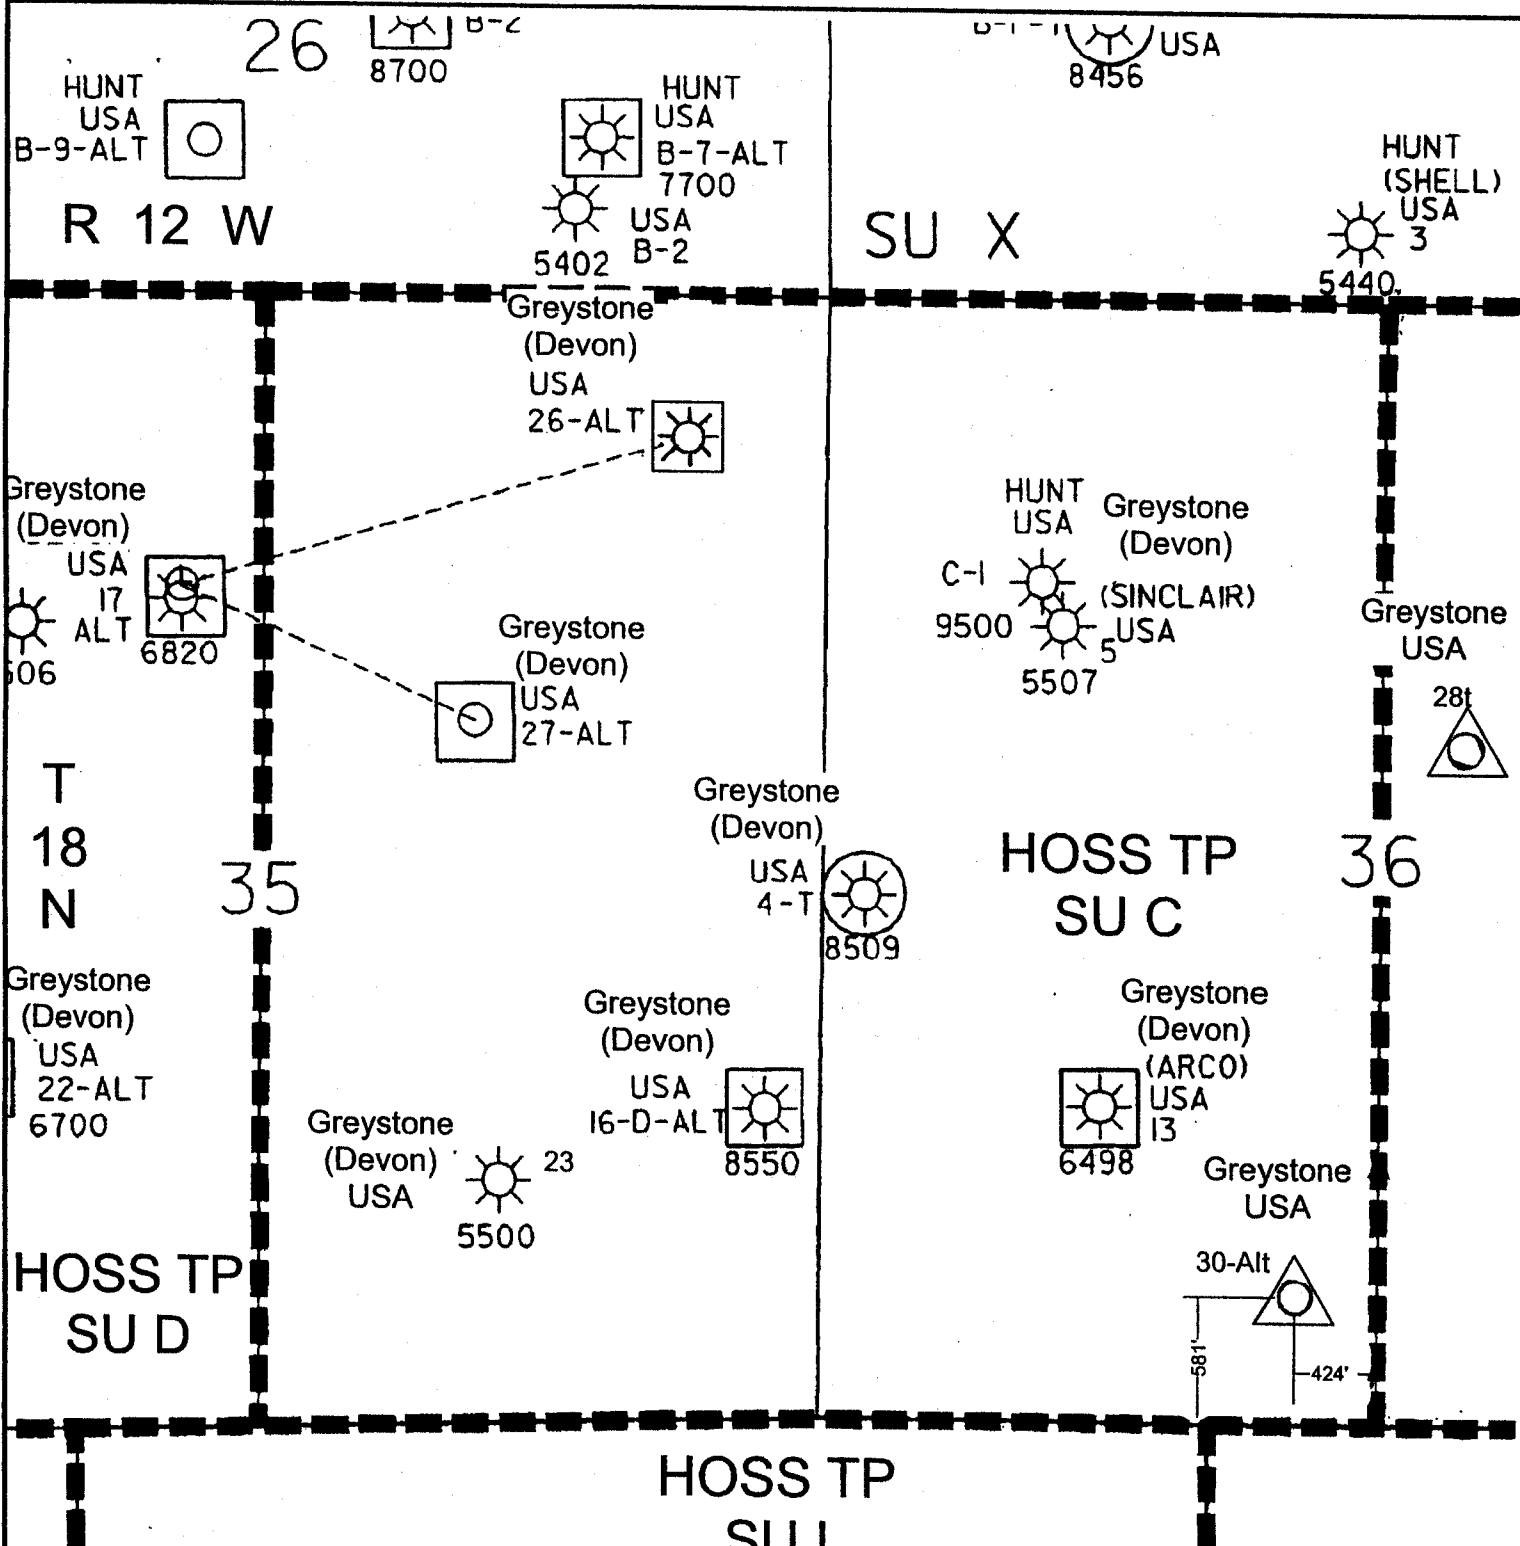 26
B-2
8700
USA
8456
HUNT
USA
B-9-ALT
HUNT
USA
B-7-ALT
7700
HUNT
(SHELL)
USA
3
5440
R 12 W
USA
B-2
5402
SU X
Greystone
(Devon)
USA
26-ALT
Greystone
(Devon)
USA
17
ALT
6820
HUNT
USA
C-1
9500
Greystone
(Devon)
(SINCLAIR)
USA
5
5507
Greystone
USA
28t
Greystone
(Devon)
USA
27-ALT
T
18
N
35
Greystone
(Devon)
USA
4-T
8509
HOSS TP
SU C
36
Greystone
(Devon)
USA
22-ALT
6700
Greystone
(Devon)
USA
16-D-ALT
8550
Greystone
(Devon)
(ARCO)
USA
13
6498
Greystone
(Devon)
USA
23
5500
Greystone
USA
30-Alt
581'
424'
HOSS TP
SU D
HOSS TP